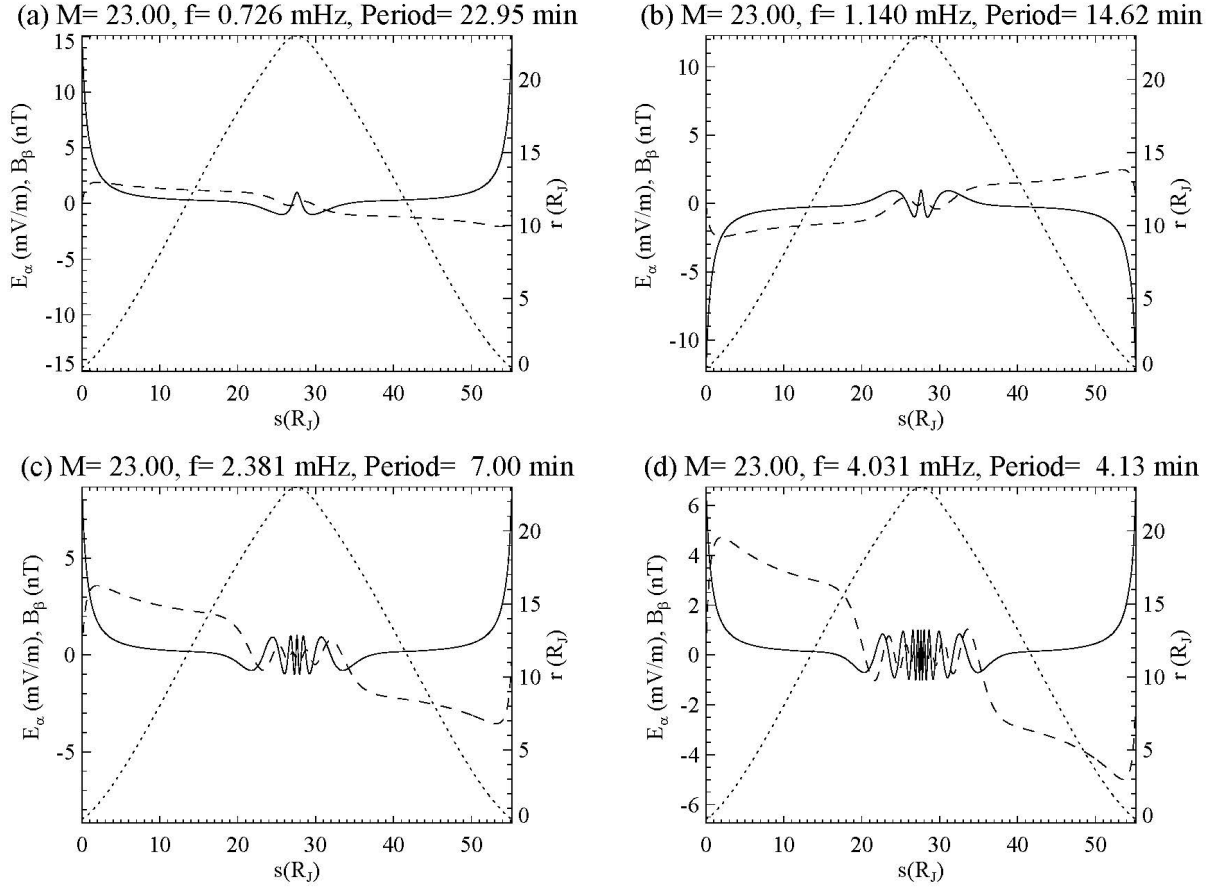 (a) M= 23.00, f= 0.726 mHz, Period= 22.95 min
15
10
5
0
-5
-10
-15
E_α (mV/m), B_β (nT)
20
15
10
5
0
r (R_J)
0 10 20 30 40 50
s(R_J)
(b) M= 23.00, f= 1.140 mHz, Period= 14.62 min
10
5
0
-5
-10
E_α (mV/m), B_β (nT)
20
15
10
5
0
r (R_J)
0 10 20 30 40 50
s(R_J)
(c) M= 23.00, f= 2.381 mHz, Period=  7.00 min
5
0
-5
E_α (mV/m), B_β (nT)
20
15
10
5
0
r (R_J)
0 10 20 30 40 50
s(R_J)
(d) M= 23.00, f= 4.031 mHz, Period=  4.13 min
6
4
2
0
-2
-4
-6
E_α (mV/m), B_β (nT)
20
15
10
5
0
r (R_J)
0 10 20 30 40 50
s(R_J)